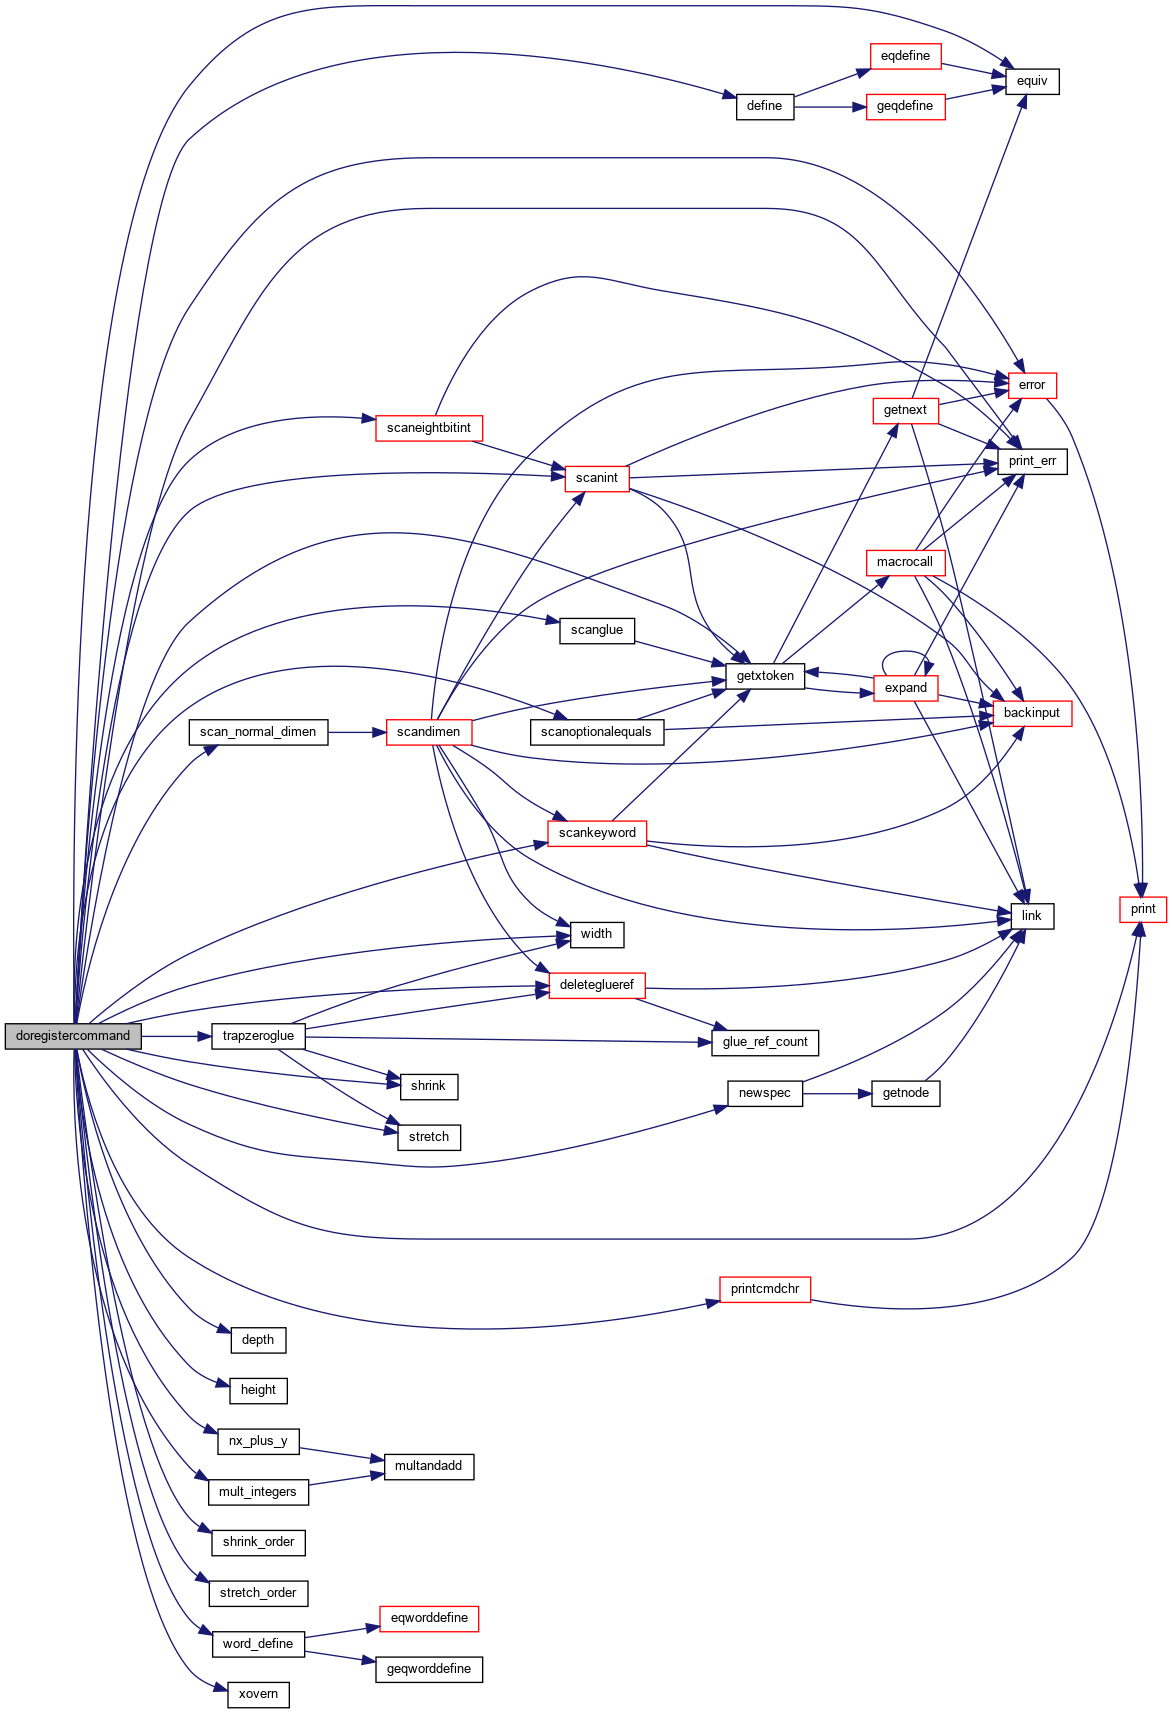 eqdefine
equiv
define
geqdefine
error
getnext
scaneightbitint
print_err
scanint
macrocall
scanglue
getxtoken
expand
backinput
scan_normal_dimen
scandimen
scanoptionalequals
scankeyword
link
print
width
deleteglueref
doregistercommand
trapzeroglue
glue_ref_count
shrink
newspec
getnode
stretch
printcmdchr
depth
height
nx_plus_y
multandadd
mult_integers
shrink_order
stretch_order
eqworddefine
word_define
geqworddefine
xovern